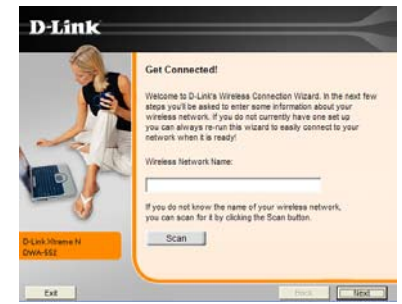 D-Link
Get Connected!
Welcome to D-Link's Wireless Connection Wizard. In the next few
steps you'll be asked to enter some information about your
wireless network. If you do not currently have one set up
you can always re-run this wizard to easily connect to your
network when it is ready!
Wireless Network Name:
If you do not know the name of your wireless network,
you can scan for it by clicking the Scan button.
Scan
D-Link Xtreme N
DWA-552
Exit
Back
Next